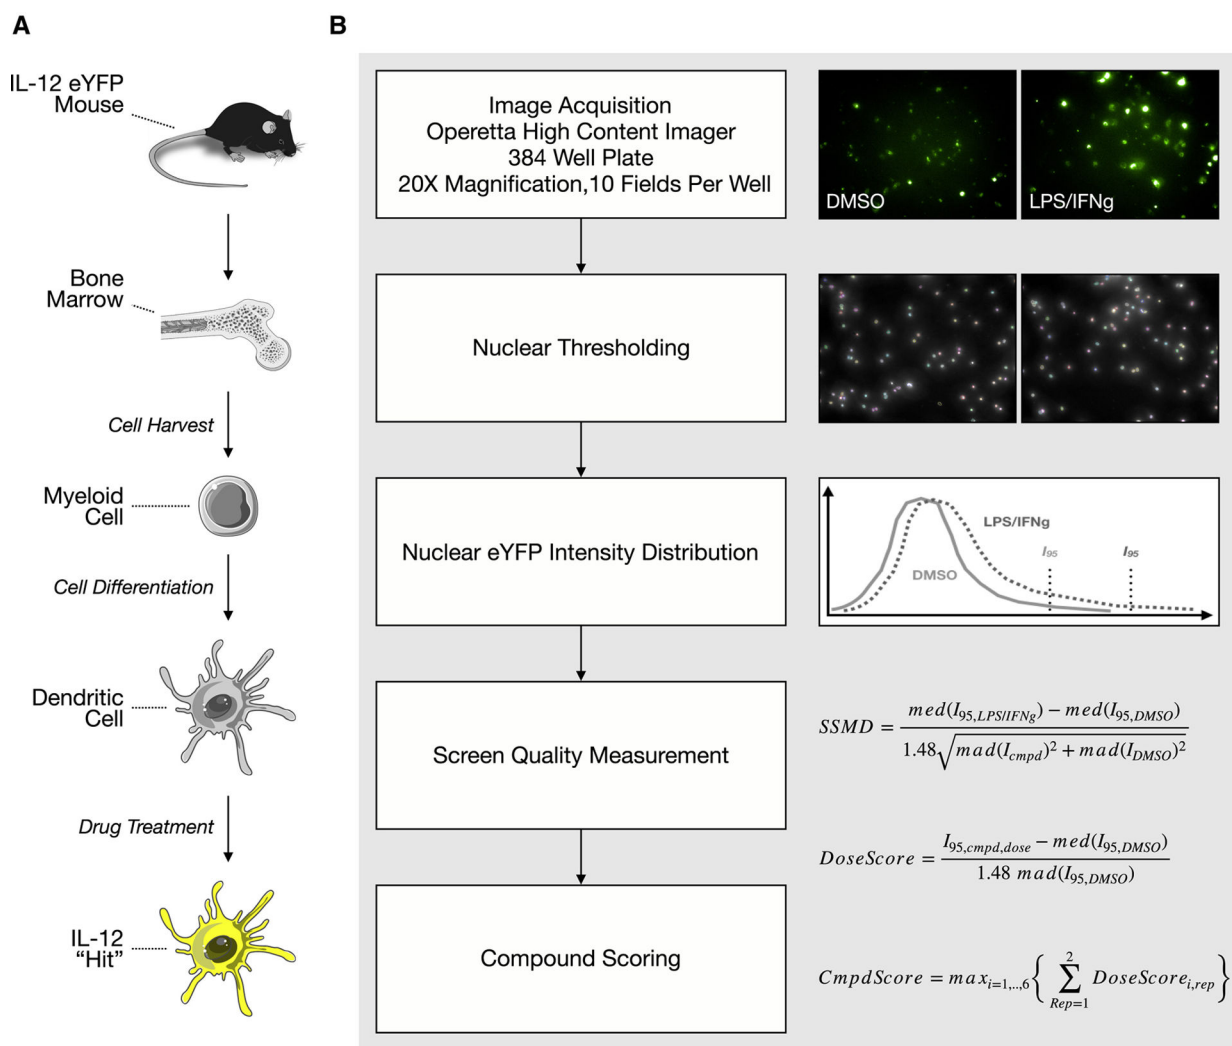 A
IL-12 eYFP
Mouse
Bone
Marrow
Cell Harvest
Myeloid
Cell
Cell Differentiation
Dendritic
Cell
Drug Treatment
IL-12
“Hit”
B
Image Acquisition
Operetta High Content Imager
384 Well Plate
20X Magnification,10 Fields Per Well
DMSO
LPS/IFNg
Nuclear Thresholding
Nuclear eYFP Intensity Distribution
LPS/IFNg
DMSO
I₉₅
I₉₅
Screen Quality Measurement
SSMD = med(I₉₅,LPS/IFNg) − med(I₉₅,DMSO)
1.48√mad(Icmpd)² + mad(IDMSO)²
DoseScore = I₉₅,cmpd,dose − med(I₉₅,DMSO)
1.48 mad(I₉₅,DMSO)
Compound Scoring
CmpdScore = maxi=1,..,6{ 2∑Rep=1 DoseScorei,rep}